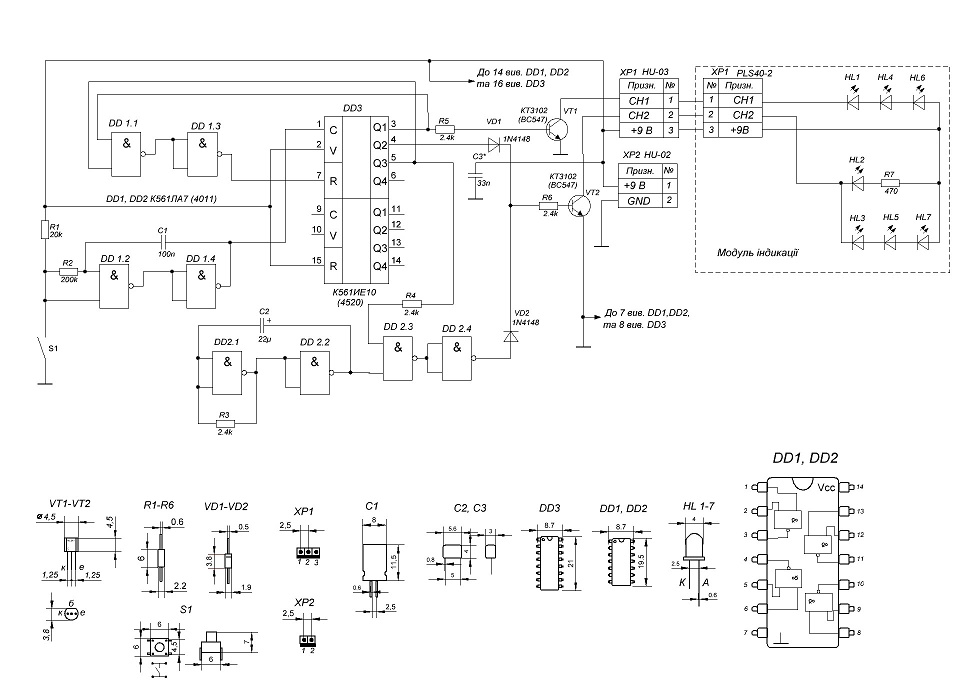 До 14 вив. DD1, DD2
та 16 вив. DD3
XP1 HU-03
Призн. №
CH1 1
CH2 2
+9 В 3
XP1 PLS40-2
№ Призн.
1 CH1
2 CH2
3 +9В
HL1 HL4 HL6
HL2
R7
470
HL3 HL5 HL7
Модуль індикації
XP2 HU-02
Призн. №
+9 В 1
GND 2
DD3
DD 1.1
&
DD 1.3
&
1 C Q1 3
2 V Q2 4
Q3 5
7 R Q4 6
9 C Q1 11
10 V Q2 12
Q3 13
15 R Q4 14
К561ИЕ10
(4520)
R5
2.4k
VD1
1N4148
КТ3102
(BC547)
VT1
C3*
33n
КТ3102
(BC547)
VT2
R6
2.4k
DD1, DD2 К561ЛА7 (4011)
R1
20k
R2
200k
C1
100n
DD 1.2
&
DD 1.4
&
S1
R4
2.4k
VD2
1N4148
До 7 вив. DD1,DD2,
та 8 вив. DD3
C2
+
22µ
DD2.1
&
DD 2.2
&
DD 2.3
&
DD 2.4
&
R3
2.4k
VT1-VT2
ø 4,5
4,5
к е
1,25 1,25
б
к е
3,8
R1-R6
0.6
6
2.2
VD1-VD2
0.5
3.8
1.9
S1
6
6
4,5
7
6
XP1
2,5
1 2 3
XP2
2,5
1 2
C1
8
11,5
0.6
2.5
C2, C3
5.6
3
4
0.8
5
DD3
8.7
21
DD1, DD2
8.7
19.5
HL 1-7
4
2.5
К А
0.6
DD1, DD2
Vcc
1 14
2 13
3 12
4 11
5 10
6 9
7 8